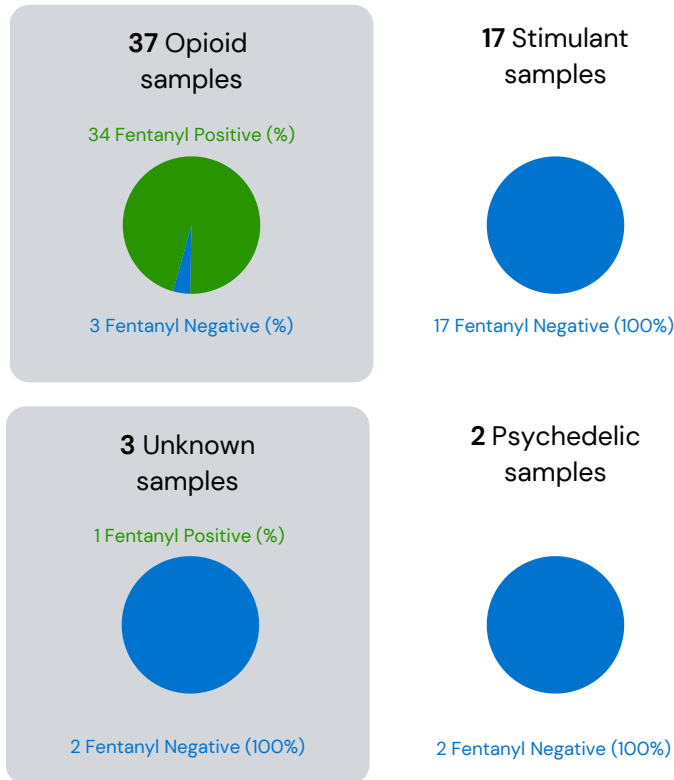 37 Opioid
samples
34 Fentanyl Positive (%)
3 Fentanyl Negative (%)
17 Stimulant
samples
17 Fentanyl Negative (100%)
3 Unknown
samples
1 Fentanyl Positive (%)
2 Fentanyl Negative (100%)
2 Psychedelic
samples
2 Fentanyl Negative (100%)